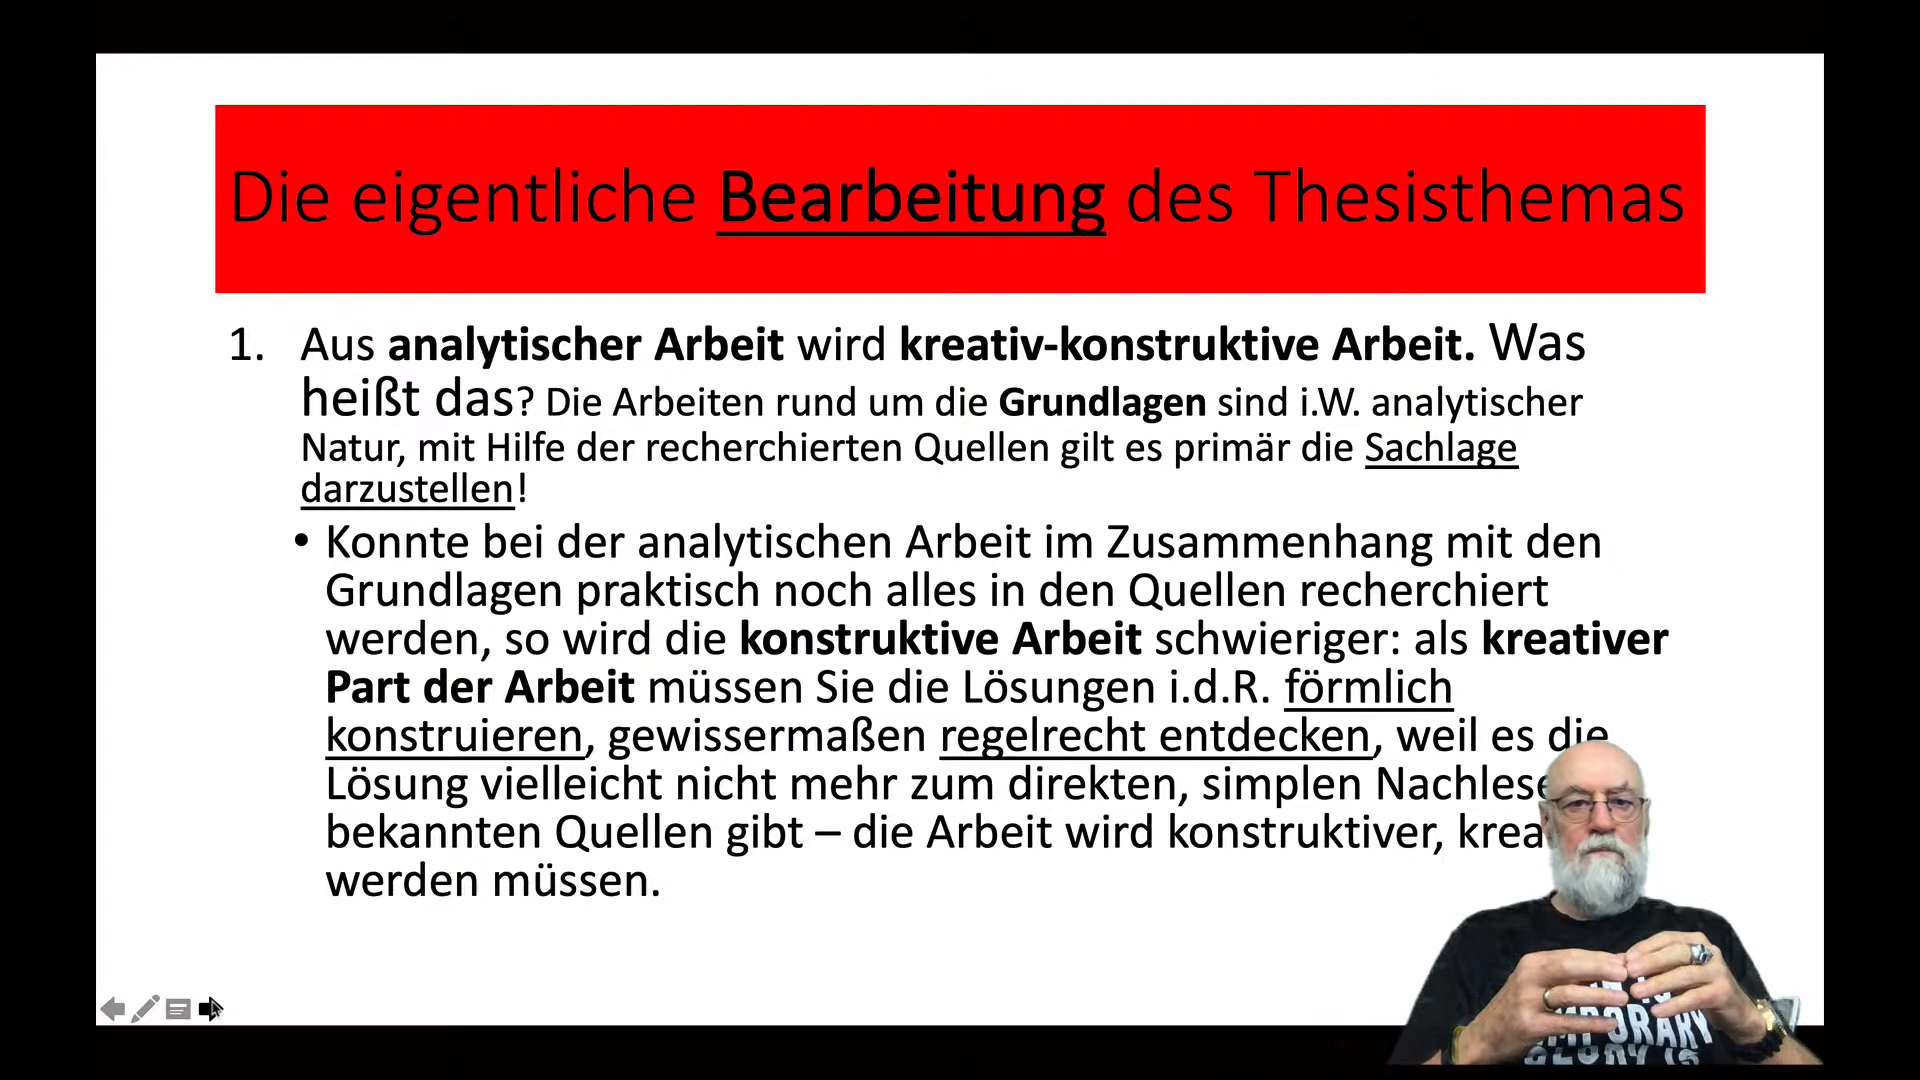 Die eigentliche Bearbeitung des Thesisthemas
1. Aus analytischer Arbeit wird kreativ-konstruktive Arbeit. Was
heißt das? Die Arbeiten rund um die Grundlagen sind i.W. analytischer
Natur, mit Hilfe der recherchierten Quellen gilt es primär die Sachlage
darzustellen!
• Konnte bei der analytischen Arbeit im Zusammenhang mit den
Grundlagen praktisch noch alles in den Quellen recherchiert
werden, so wird die konstruktive Arbeit schwieriger: als kreativer
Part der Arbeit müssen Sie die Lösungen i.d.R. förmlich
konstruieren, gewissermaßen regelrecht entdecken, weil es die
Lösung vielleicht nicht mehr zum direkten, simplen
bekannten Quellen gibt – die Arbeit wird konstruktiver,
werden müssen.